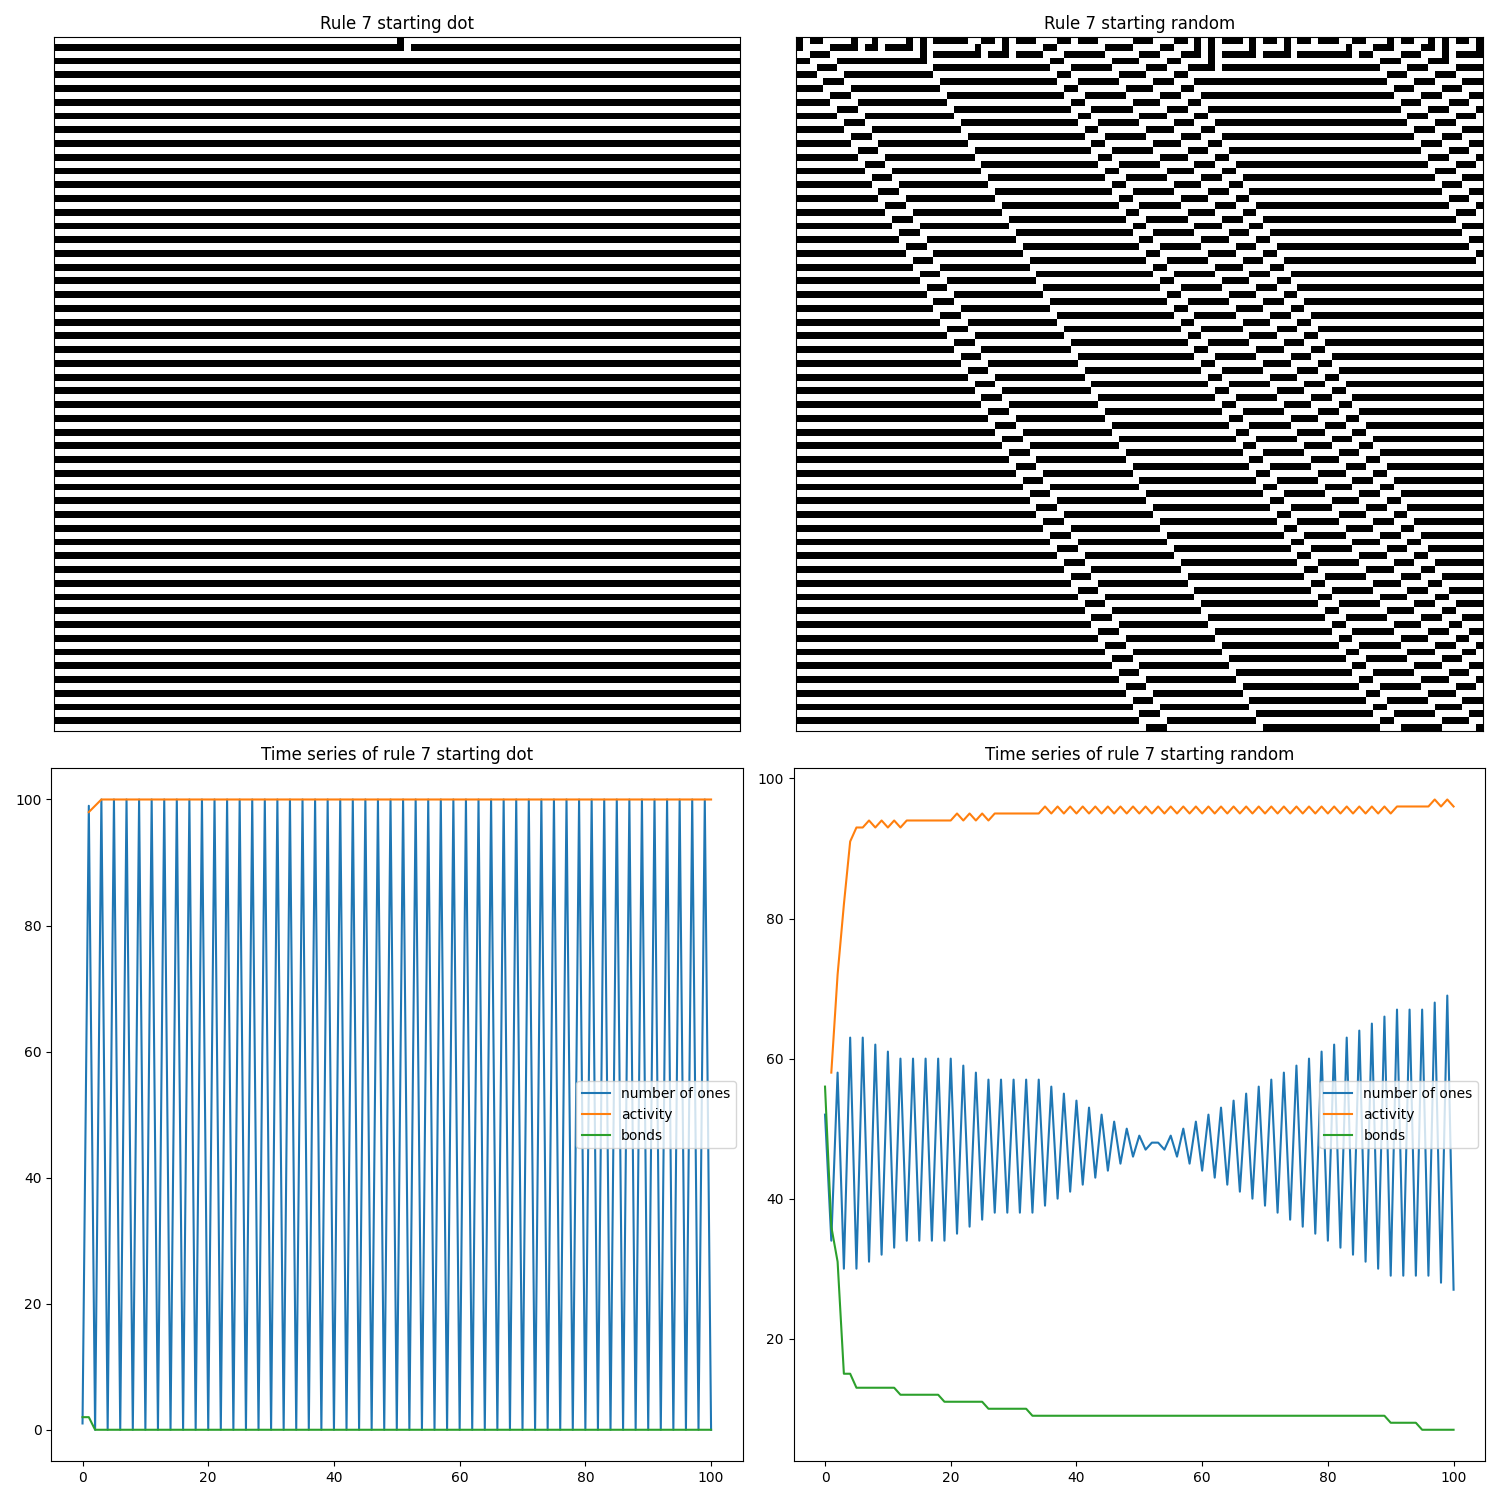 Rule 7 starting dot
Rule 7 starting random
Time series of rule 7 starting dot
100
80
60
40
20
0
number of ones
activity
bonds
0 20 40 60 80 100
Time series of rule 7 starting random
100
80
60
40
20
number of ones
activity
bonds
0 20 40 60 80 100